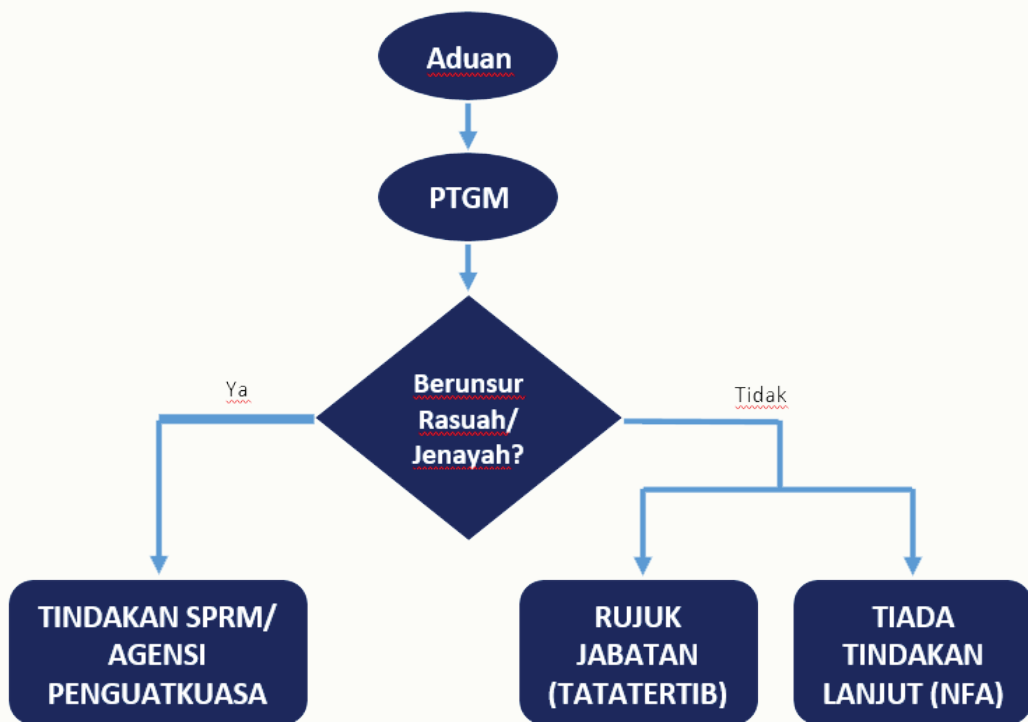 Aduan
PTGM
Berunsur
Rasuah/
Jenayah?
Ya
Tidak
TINDAKAN SPRM/
AGENSI
PENGUATKUASA
RUJUK
JABATAN
(TATATERTIB)
TIADA
TINDAKAN
LANJUT (NFA)